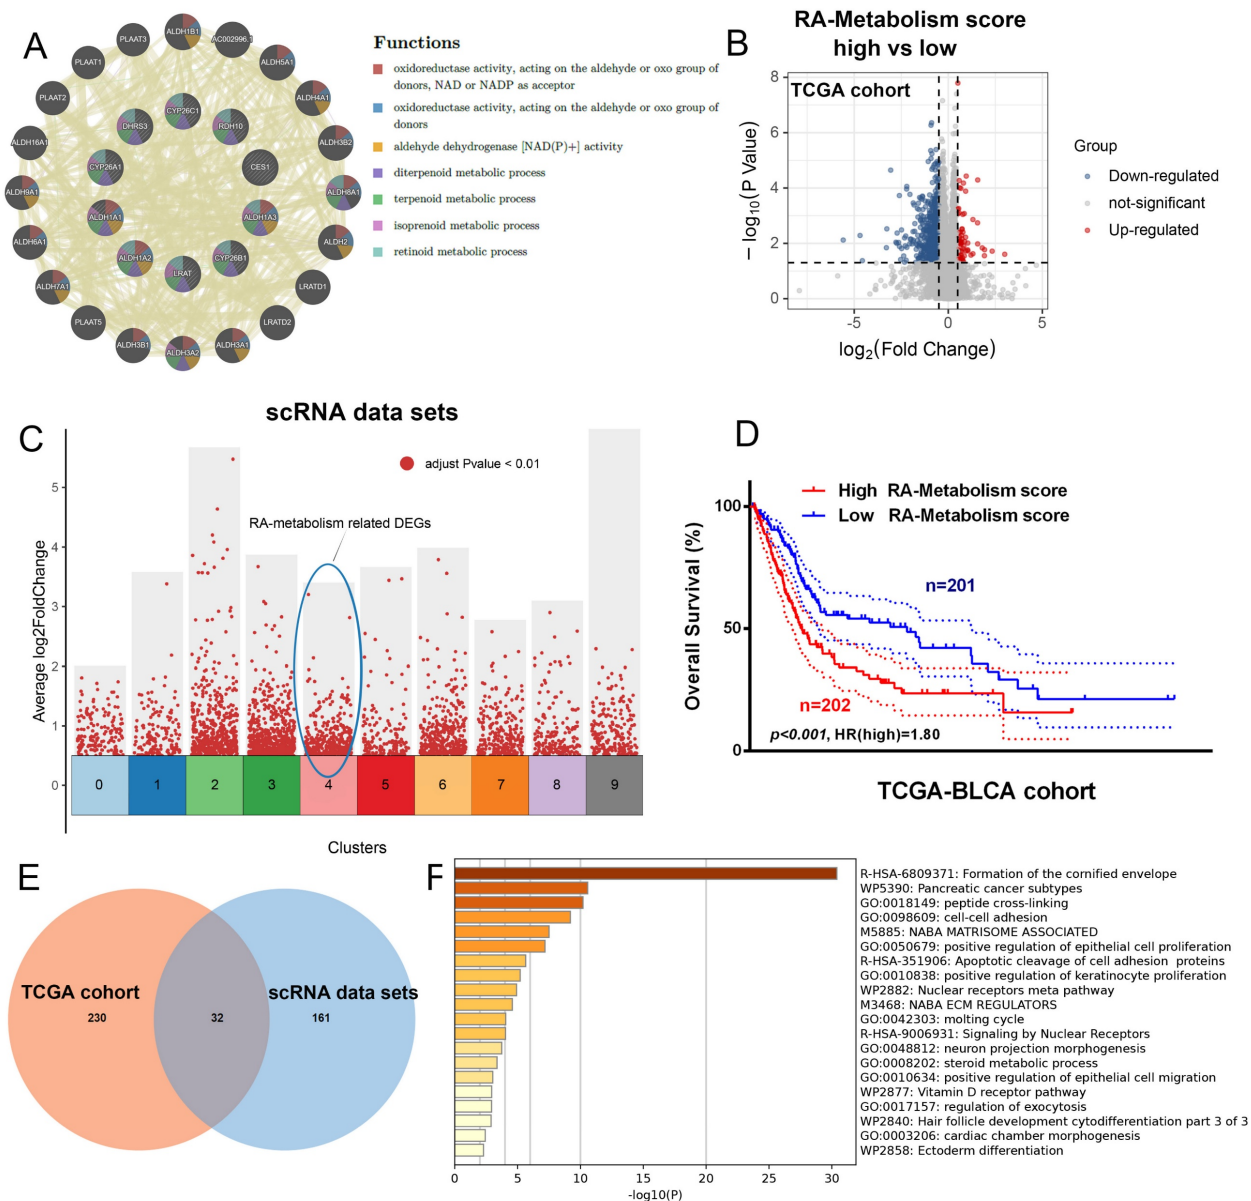 A
PLAAT3
ALDH1B1
AC002996.1
PLAAT1
ALDH5A1
PLAAT2
ALDH4A1
CYP26C1
DHRS3
RDH10
ALDH16A1
ALDH3B2
CYP26A1
CES1
ALDH9A1
ALDH8A1
ALDH1A1
ALDH1A3
ALDH6A1
ALDH2
ALDH1A2
CYP26B1
LRAT
ALDH7A1
LRATD1
PLAAT5
LRATD2
ALDH3B1
ALDH3A1
ALDH3A2
Functions
oxidoreductase activity, acting on the aldehyde or oxo group of
donors, NAD or NADP as acceptor
oxidoreductase activity, acting on the aldehyde or oxo group of
donors
aldehyde dehydrogenase [NAD(P)+] activity
diterpenoid metabolic process
terpenoid metabolic process
isoprenoid metabolic process
retinoid metabolic process
B
RA-Metabolism score
high vs low
TCGA cohort
8
6
4
2
0
− log10(P Value)
-5
0
5
log2(Fold Change)
Group
Down-regulated
not-significant
Up-regulated
C
scRNA data sets
adjust Pvalue < 0.01
RA-metabolism related DEGs
Average log2FoldChange
5
4
3
2
1
0
0 1 2 3 4 5 6 7 8 9
Clusters
D
High RA-Metabolism score
Low RA-Metabolism score
Overall Survival (%)
100
50
0
n=201
n=202
p<0.001, HR(high)=1.80
TCGA-BLCA cohort
E
TCGA cohort
230
32
scRNA data sets
161
F
R-HSA-6809371: Formation of the cornified envelope
WP5390: Pancreatic cancer subtypes
GO:0018149: peptide cross-linking
GO:0098609: cell-cell adhesion
M5885: NABA MATRISOME ASSOCIATED
GO:0050679: positive regulation of epithelial cell proliferation
R-HSA-351906: Apoptotic cleavage of cell adhesion proteins
GO:0010838: positive regulation of keratinocyte proliferation
WP2882: Nuclear receptors meta pathway
M3468: NABA ECM REGULATORS
GO:0042303: molting cycle
R-HSA-9006931: Signaling by Nuclear Receptors
GO:0048812: neuron projection morphogenesis
GO:0008202: steroid metabolic process
GO:0010634: positive regulation of epithelial cell migration
WP2877: Vitamin D receptor pathway
GO:0017157: regulation of exocytosis
WP2840: Hair follicle development cytodifferentiation part 3 of 3
GO:0003206: cardiac chamber morphogenesis
WP2858: Ectoderm differentiation
0 5 10 15 20 25 30
-log10(P)